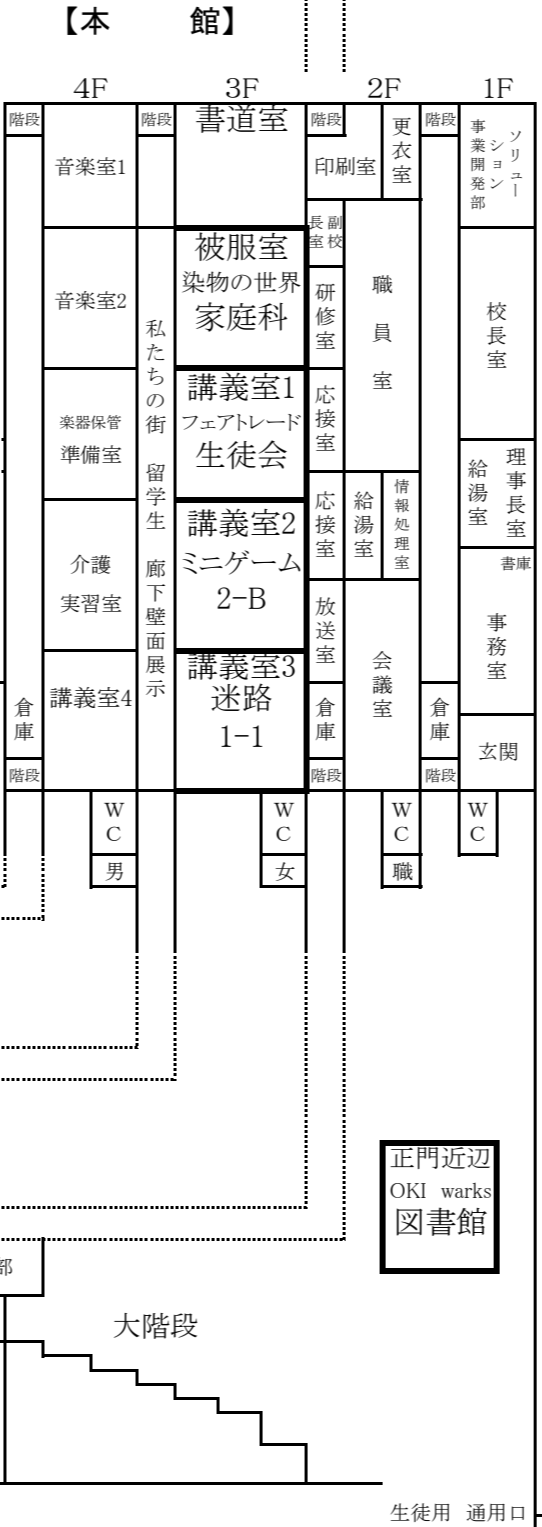 【本 館】
4F
3F
2F
1F
階段
音楽室1
音楽室2
楽器保管
準備室
介護
実習室
講義室4
倉庫
階段
WC
男
階段
私たちの街 留学生 廊下壁面展示
書道室
被服室
染物の世界
家庭科
講義室1
フェアトレード
生徒会
講義室2
ミニゲーム
2-B
講義室3
迷路
1-1
WC
女
階段
印刷室
更衣室
副校
長室
研修室
応接室
応接室
放送室
倉庫
階段
職員室
給湯室
情報処理室
会議室
WC
職
階段
倉庫
階段
ソリュー
ション
事業開発部
校長室
理事長室
給湯室
書庫
事務室
玄関
WC
正門近辺
OKI warks
図書館
部
大階段
生徒用 通用口